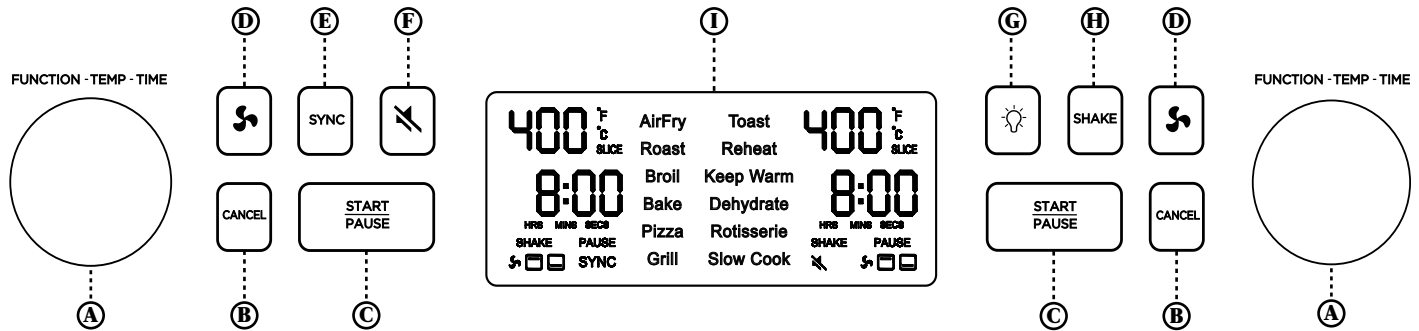 D E F I G H D
FUNCTION - TEMP - TIME
FUNCTION - TEMP - TIME
SYNC
SHAKE
400 °F °C SLICE
AirFry Toast
Roast Reheat
Broil Keep Warm
Bake Dehydrate
Pizza Rotisserie
Grill Slow Cook
8:00
HRS MINS SECS
SHAKE PAUSE
SYNC
400 °F °C SLICE
8:00
HRS MINS SECS
SHAKE PAUSE
CANCEL
START
PAUSE
START
PAUSE
CANCEL
A B C C B A